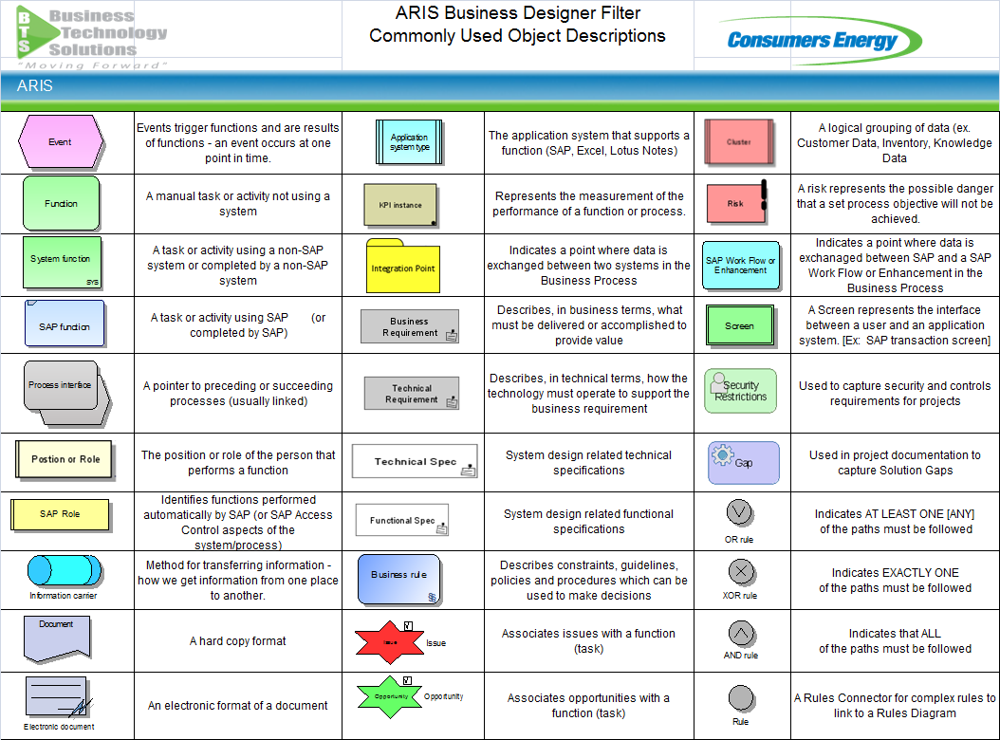 BTS
Business
Technology
Solutions
"Moving Forward"
ARIS Business Designer Filter
Commonly Used Object Descriptions
Consumers Energy
ARIS
Event
Events trigger functions and are results
of functions - an event occurs at one
point in time.
Application
system type
The application system that supports a
function (SAP, Excel, Lotus Notes)
Cluster
A logical grouping of data (ex.
Customer Data, Inventory, Knowledge
Data
Function
A manual task or activity not using a
system
KPI instance
Represents the measurement of the
performance of a function or process.
Risk
A risk represents the possible danger
that a set process objective will not be
achieved.
System function
SYS
A task or activity using a non-SAP
system or completed by a non-SAP
system
Integration Point
Indicates a point where data is
exchanged between two systems in the
Business Process
SAP Work Flow or
Enhancement
Indicates a point where data is
exchanaged between SAP and a SAP
Work Flow or Enhancement in the
Business Process
SAP function
A task or activity using SAP (or
completed by SAP)
Business
Requirement
Describes, in business terms, what
must be delivered or accomplished to
provide value
Screen
A Screen represents the interface
between a user and an application
system. [Ex: SAP transaction screen]
Process interface
A pointer to preceding or succeeding
processes (usually linked)
Technical
Requirement
Describes, in technical terms, how the
technology must operate to support the
business requirement
Security
Restrictions
Used to capture security and controls
requirements for projects
Postion or Role
The position or role of the person that
performs a function
Technical Spec
System design related technical
specifications
Gap
Used in project documentation to
capture Solution Gaps
SAP Role
Identifies functions performed
automatically by SAP (or SAP Access
Control aspects of the
system/process)
Functional Spec
System design related functional
specifications
OR rule
Indicates AT LEAST ONE [ANY]
of the paths must be followed
Information carrier
Method for transferring information -
how we get information from one place
to another.
Business rule
§§
Describes constraints, guidelines,
policies and procedures which can be
used to make decisions
XOR rule
Indicates EXACTLY ONE
of the paths must be followed
Document
A hard copy format
Issue
Issue
Associates issues with a function
(task)
AND rule
Indicates that ALL
of the paths must be followed
Electronic document
An electronic format of a document
Opportunity
Opportunity
Associates opportunities with a
function (task)
Rule
A Rules Connector for complex rules to
link to a Rules Diagram